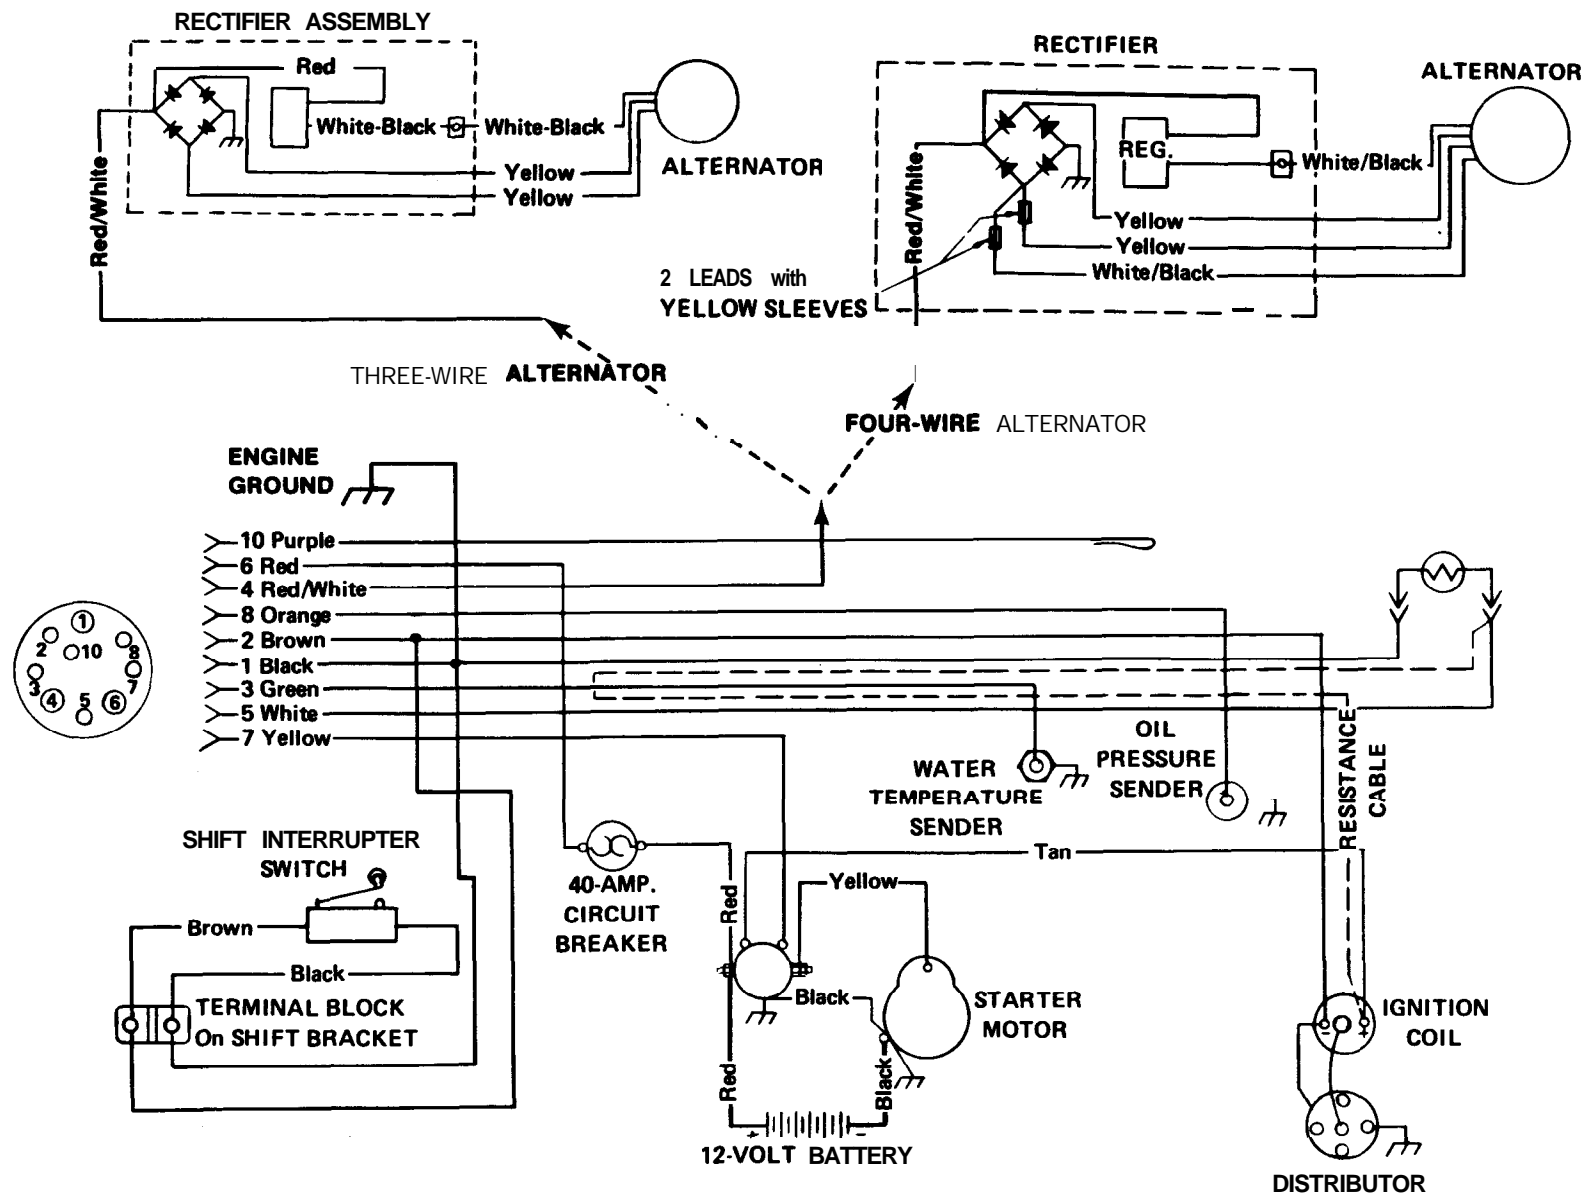 RECTIFIER ASSEMBLY
Red
White-Black
White-Black
Yellow
Yellow
ALTERNATOR
Red/White
RECTIFIER
ALTERNATOR
REG.
White/Black
Yellow
Yellow
White/Black
Red/White
2 LEADS with
YELLOW SLEEVES
THREE-WIRE ALTERNATOR
FOUR-WIRE ALTERNATOR
ENGINE
GROUND
10 Purple
6 Red
4 Red/White
8 Orange
2 Brown
1 Black
3 Green
5 White
7 Yellow
1
2
10
8
3
4
5
6
7
OIL
PRESSURE
SENDER
WATER
TEMPERATURE
SENDER
RESISTANCE
CABLE
SHIFT INTERRUPTER
SWITCH
Brown
Black
TERMINAL BLOCK
On SHIFT BRACKET
40-AMP.
CIRCUIT
BREAKER
Red
Tan
Yellow
Black
STARTER
MOTOR
Red
Black
+
-
12-VOLT BATTERY
-
+
IGNITION
COIL
DISTRIBUTOR